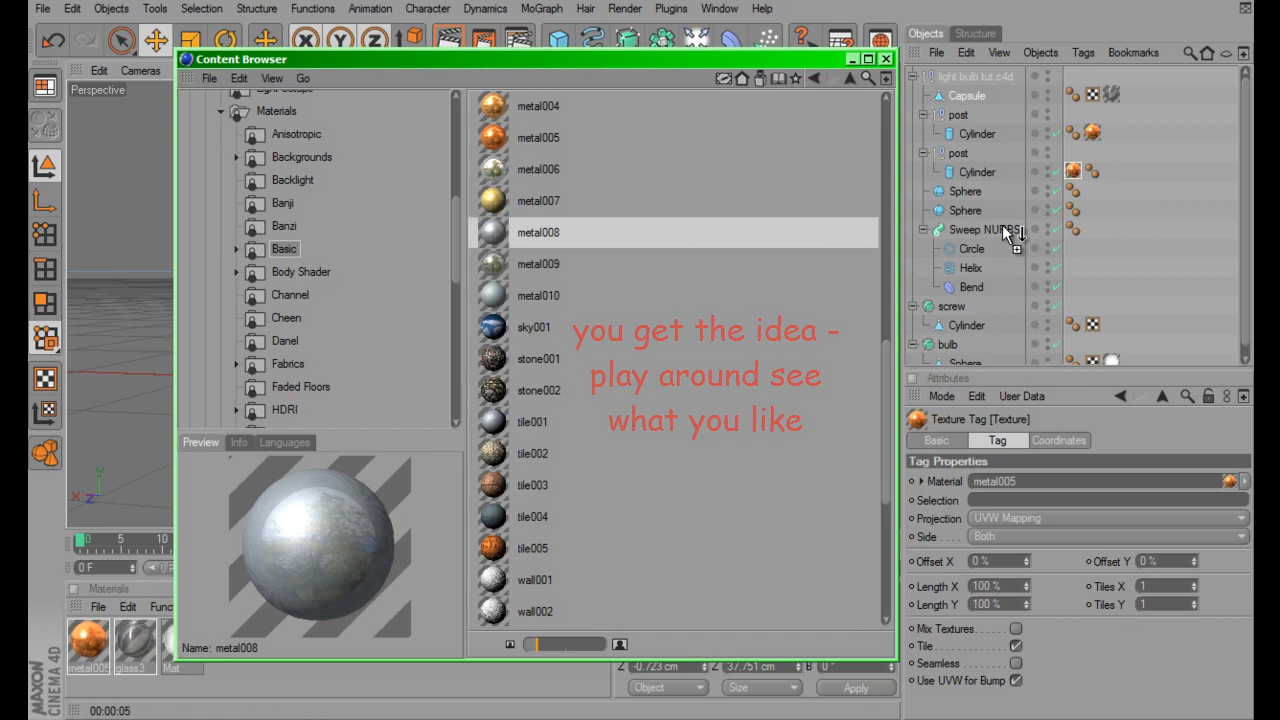 File Edit Objects Tools Selection Structure Functions Animation Character Dynamics MoGraph Hair Render Plugins Window Help
Edit Cameras
Perspective
Content Browser
File Edit View Go
Materials
Anisotropic
Backgrounds
Backlight
Banji
Banzi
Basic
Body Shader
Channel
Cheen
Danel
Fabrics
Faded Floors
HDRI
Preview Info Languages
Name: metal008
metal004
metal005
metal006
metal007
metal008
metal009
metal010
sky001
stone001
stone002
tile001
tile002
tile003
tile004
tile005
wall001
wall002
you get the idea -
play around see
what you like
X Z Y
0 5 10
0 F
Materials
File Edit Func
metal005 glass3 Mat
Z -0.723 cm Z 37.751 cm B 0 °
Object Size Apply
00:00:05
MAXON
CINEMA 4D
Objects Structure
File Edit View Objects Tags Bookmarks
light bulb tut.c4d
Capsule
post
Cylinder
post
Cylinder
Sphere
Sphere
Sweep NURBS
Circle
Helix
Bend
screw
Cylinder
bulb
Sphere
Attributes
Mode Edit User Data
Texture Tag [Texture]
Basic Tag Coordinates
Tag Properties
Material metal005
Selection
Projection UVW Mapping
Side .... Both
Offset X 0 % Offset Y 0 %
Length X 100 % Tiles X 1
Length Y 100 % Tiles Y 1
Mix Textures......
Tile
Seamless
Use UVW for Bump